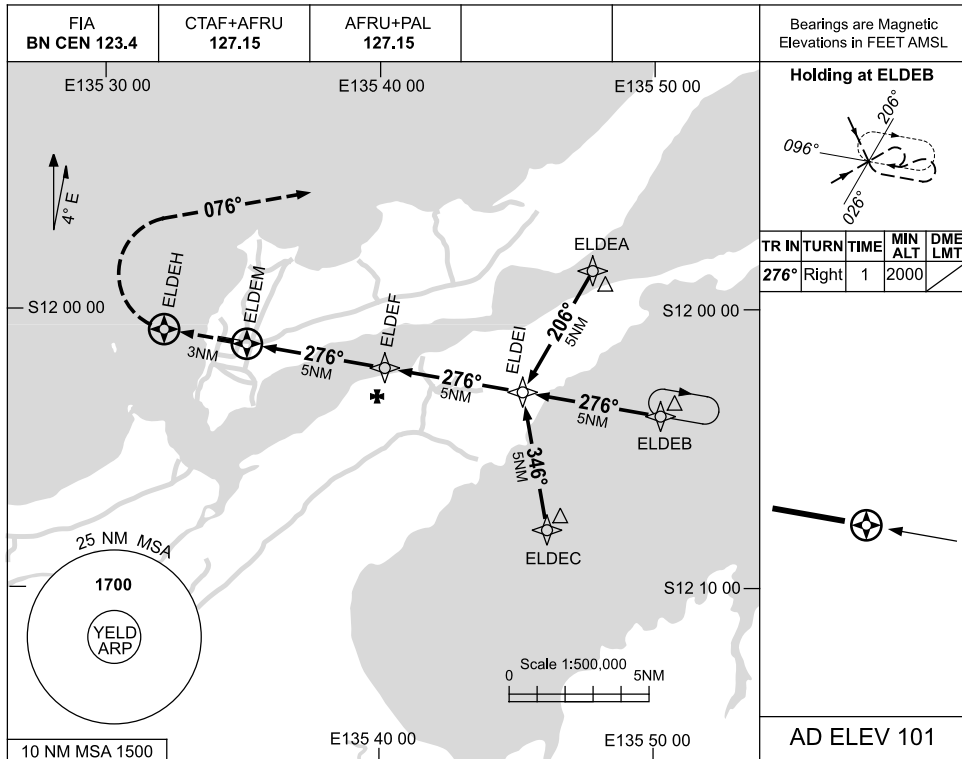 FIA
BN CEN 123.4
CTAF+AFRU
127.15
AFRU+PAL
127.15
Bearings are Magnetic
Elevations in FEET AMSL
E135 30 00
E135 40 00
E135 50 00
Holding at ELDEB
206°
096°
026°
4° E
076°
TR IN
TURN
TIME
MIN
ALT
DME
LMT
276°
Right
1
2000
ELDEH
ELDEM
ELDEF
ELDEI
ELDEA
S12 00 00
S12 00 00
206°
5NM
3NM
276°
5NM
276°
5NM
276°
5NM
ELDEB
346°
5NM
ELDEC
25 NM MSA
1700
YELD
ARP
S12 10 00
Scale 1:500,000
0
5NM
E135 40 00
E135 50 00
10 NM MSA 1500
AD ELEV 101